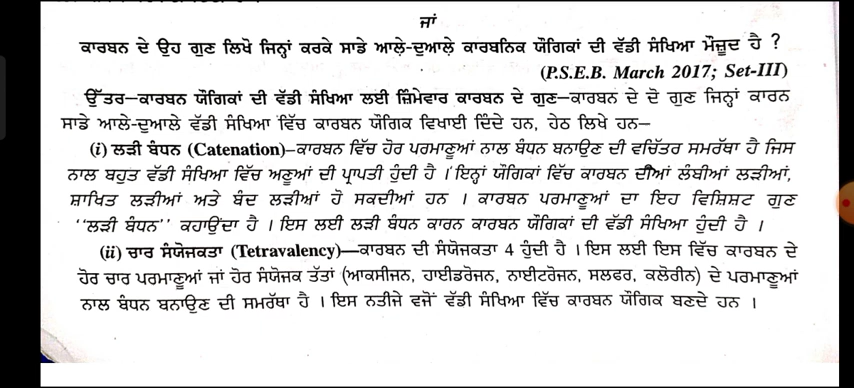 ਜਾਂ
ਕਾਰਬਨ ਦੇ ਉਹ ਗੁਣ ਲਿਖੋ ਜਿਨ੍ਹਾਂ ਕਰਕੇ ਸਾਡੇ ਆਲ਼ੇ-ਦੁਆਲ਼ੇ ਕਾਰਬਨਿਕ ਯੌਗਿਕਾਂ ਦੀ ਵੱਡੀ ਸੰਖਿਆ ਮੌਜੂਦ ਹੈ ?
(P.S.E.B. March 2017; Set-III)
ਉੱਤਰ—ਕਾਰਬਨ ਯੌਗਿਕਾਂ ਦੀ ਵੱਡੀ ਸੰਖਿਆ ਲਈ ਜ਼ਿੰਮੇਵਾਰ ਕਾਰਬਨ ਦੇ ਗੁਣ—ਕਾਰਬਨ ਦੇ ਦੋ ਗੁਣ ਜਿਨ੍ਹਾਂ ਕਾਰਨ
ਸਾਡੇ ਆਲੇ-ਦੁਆਲੇ ਵੱਡੀ ਸੰਖਿਆ ਵਿੱਚ ਕਾਰਬਨ ਯੌਗਿਕ ਵਿਖਾਈ ਦਿੰਦੇ ਹਨ, ਹੇਠ ਲਿਖੇ ਹਨ—
(i) ਲੜੀ ਬੰਧਨ (Catenation)—ਕਾਰਬਨ ਵਿੱਚ ਹੋਰ ਪਰਮਾਣੂਆਂ ਨਾਲ ਬੰਧਨ ਬਨਾਉਣ ਦੀ ਵਚਿੱਤਰ ਸਮਰੱਥਾ ਹੈ ਜਿਸ
ਨਾਲ ਬਹੁਤ ਵੱਡੀ ਸੰਖਿਆ ਵਿੱਚ ਅਣੂਆਂ ਦੀ ਪ੍ਰਾਪਤੀ ਹੁੰਦੀ ਹੈ । ਇਨ੍ਹਾਂ ਯੌਗਿਕਾਂ ਵਿੱਚ ਕਾਰਬਨ ਦੀਆਂ ਲੰਬੀਆਂ ਲੜੀਆਂ,
ਸ਼ਾਖਿਤ ਲੜੀਆਂ ਅਤੇ ਬੰਦ ਲੜੀਆਂ ਹੋ ਸਕਦੀਆਂ ਹਨ । ਕਾਰਬਨ ਪਰਮਾਣੂਆਂ ਦਾ ਇਹ ਵਿਸ਼ਿਸ਼ਟ ਗੁਣ
''ਲੜੀ ਬੰਧਨ'' ਕਹਾਉਂਦਾ ਹੈ । ਇਸ ਲਈ ਲੜੀ ਬੰਧਨ ਕਾਰਨ ਕਾਰਬਨ ਯੌਗਿਕਾਂ ਦੀ ਵੱਡੀ ਸੰਖਿਆ ਹੁੰਦੀ ਹੈ ।
(ii) ਚਾਰ ਸੰਯੋਜਕਤਾ (Tetravalency)—ਕਾਰਬਨ ਦੀ ਸੰਯੋਜਕਤਾ 4 ਹੁੰਦੀ ਹੈ । ਇਸ ਲਈ ਇਸ ਵਿੱਚ ਕਾਰਬਨ ਦੇ
ਹੋਰ ਚਾਰ ਪਰਮਾਣੂਆਂ ਜਾਂ ਹੋਰ ਸੰਯੋਜਕ ਤੱਤਾਂ (ਆਕਸੀਜਨ, ਹਾਈਡਰੋਜਨ, ਨਾਈਟਰੋਜਨ, ਸਲਫਰ, ਕਲੋਰੀਨ) ਦੇ ਪਰਮਾਣੂਆਂ
ਨਾਲ ਬੰਧਨ ਬਨਾਉਣ ਦੀ ਸਮਰੱਥਾ ਹੈ । ਇਸ ਨਤੀਜੇ ਵਜੋਂ ਵੱਡੀ ਸੰਖਿਆ ਵਿੱਚ ਕਾਰਬਨ ਯੌਗਿਕ ਬਣਦੇ ਹਨ ।